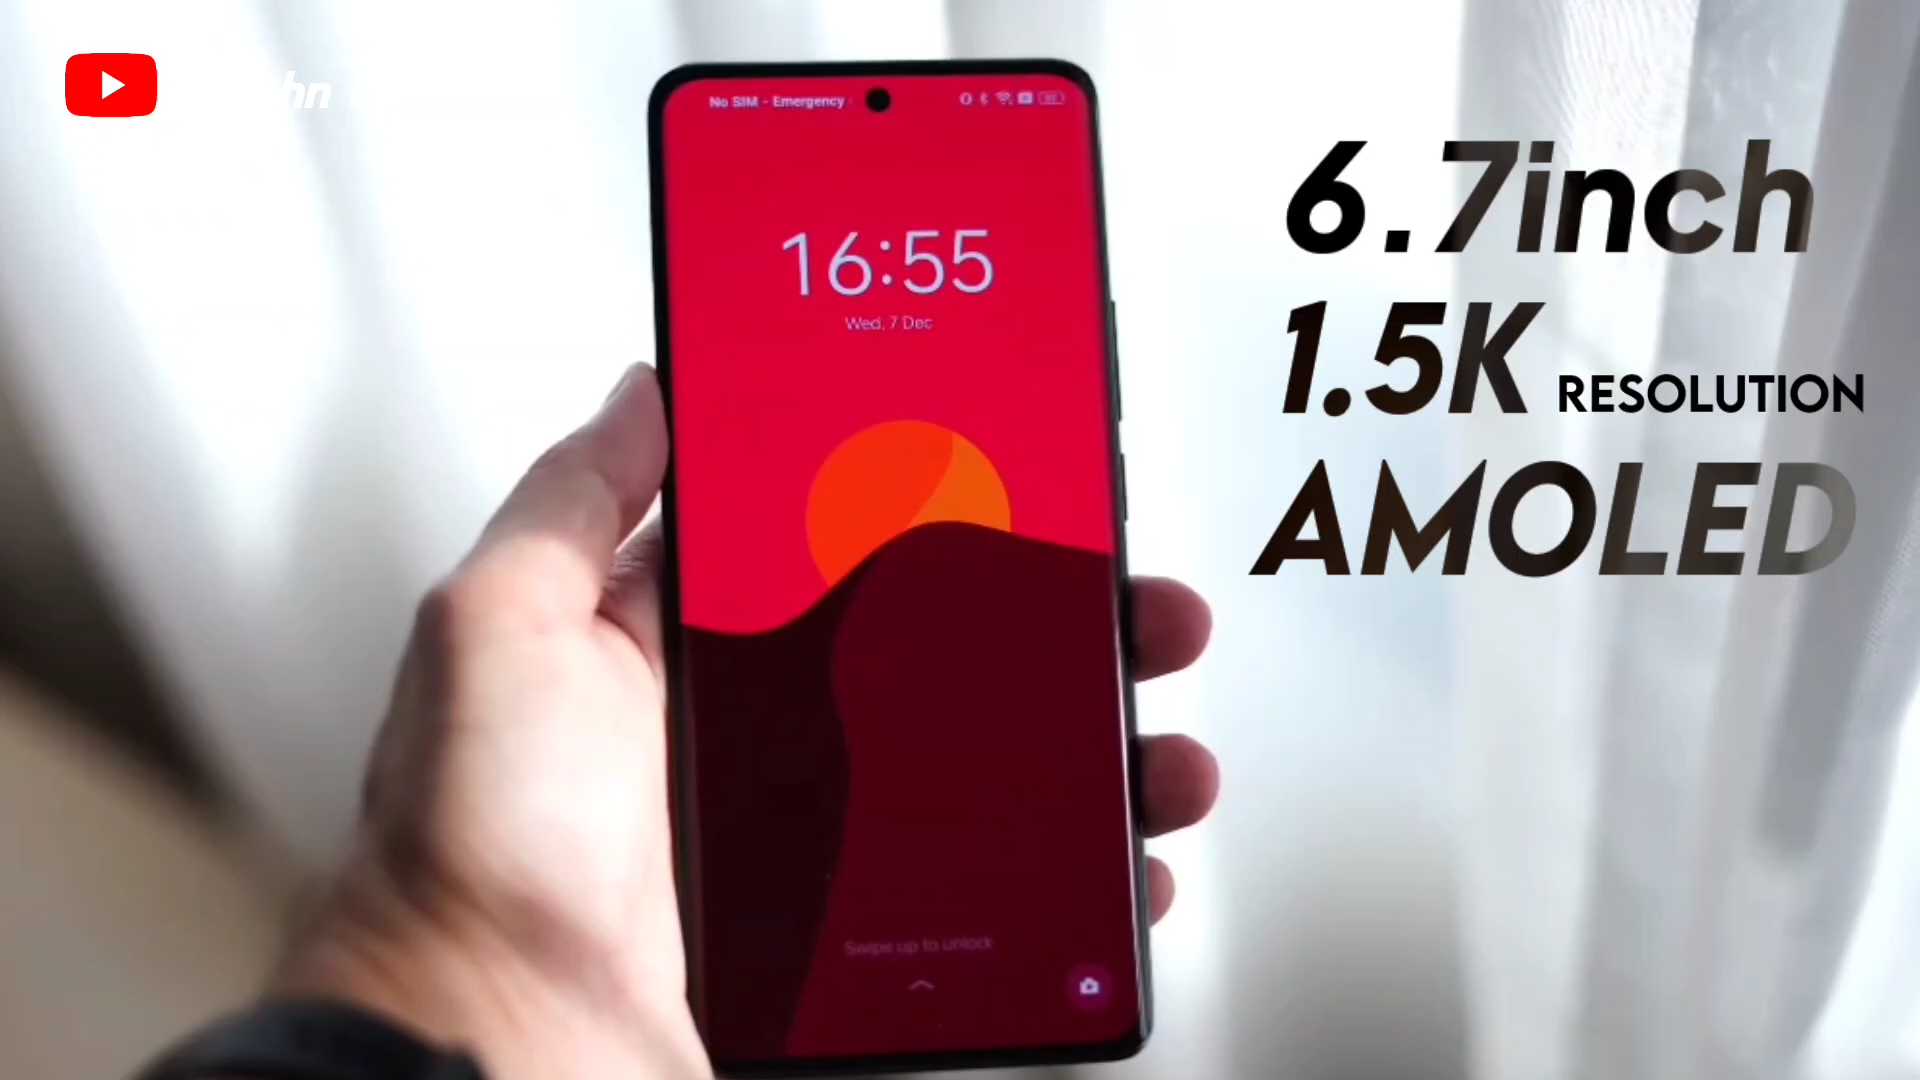 No SIM - Emergency
16:55
Wed, 7 Dec
Swipe up to unlock
6.7inch
1.5K RESOLUTION
AMOLED